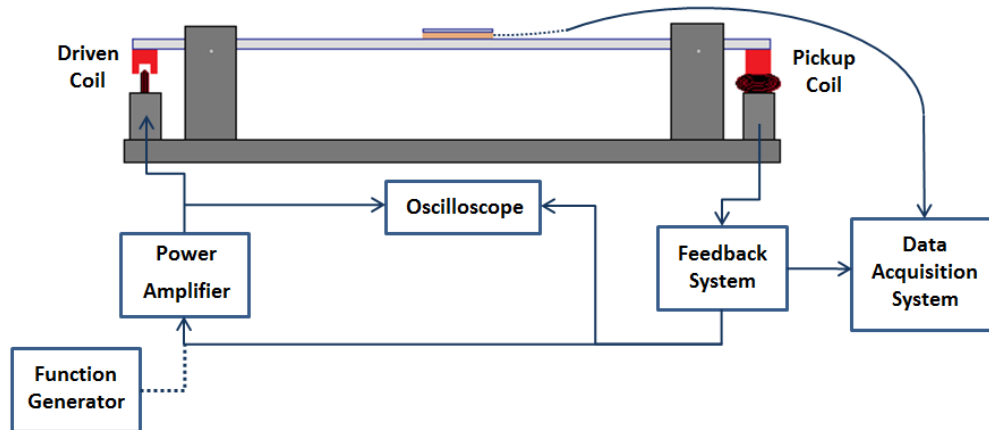 Driven
Coil
Pickup
Coil
Oscilloscope
Power
Amplifier
Feedback
System
Data
Acquisition
System
Function
Generator